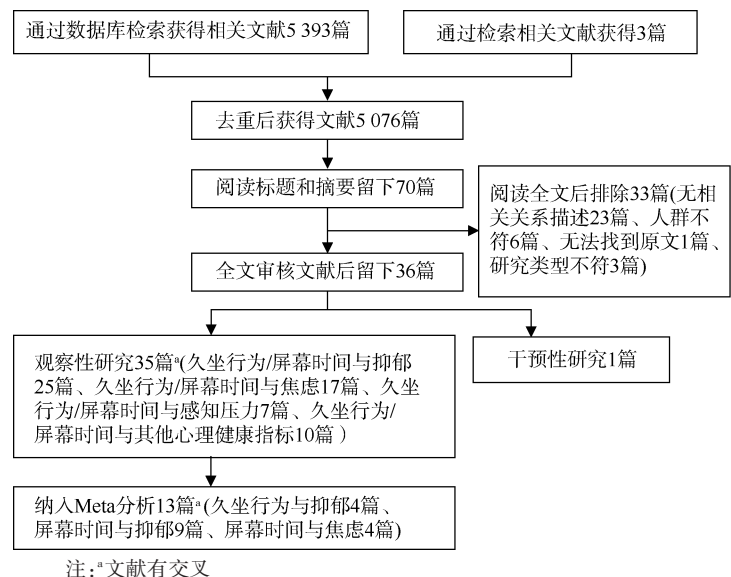 通过数据库检索获得相关文献5 393篇
通过检索相关文献获得3篇
去重后获得文献5 076篇
阅读标题和摘要留下70篇
阅读全文后排除33篇(无相
关关系描述23篇、人群不
符6篇、无法找到原文1篇、
研究类型不符3篇)
全文审核文献后留下36篇
观察性研究35篇ᵃ(久坐行为/屏幕时间与抑郁
25篇、久坐行为/屏幕时间与焦虑17篇、久坐
行为/屏幕时间与感知压力7篇、久坐行为/
屏幕时间与其他心理健康指标10篇)
干预性研究1篇
纳入Meta分析13篇ᵃ(久坐行为与抑郁4篇、
屏幕时间与抑郁9篇、屏幕时间与焦虑4篇)
注:ᵃ文献有交叉